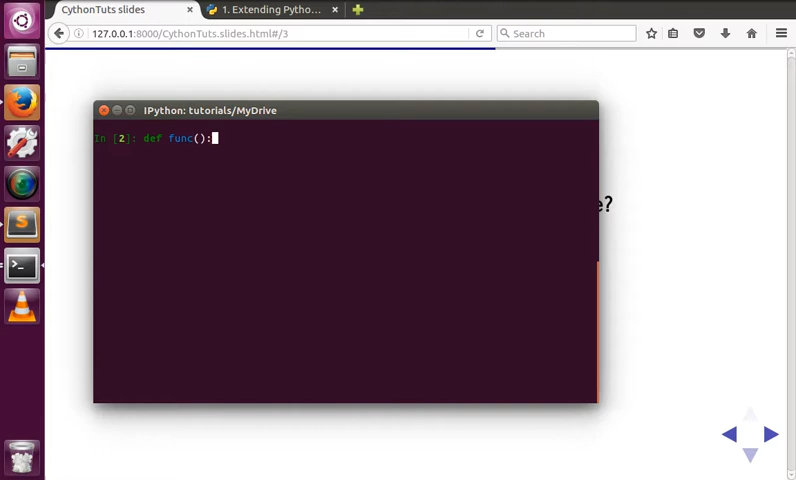 CythonTuts slides
1. Extending Pytho...
127.0.0.1:8000/CythonTuts.slides.html#/3
Search
IPython: tutorials/MyDrive
In [2]: def func():
e?